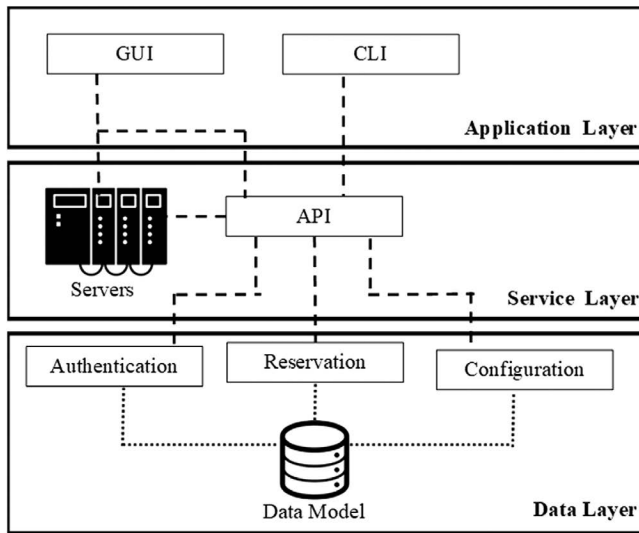 GUI
CLI
Application Layer
API
Servers
Service Layer
Authentication
Reservation
Configuration
Data Model
Data Layer